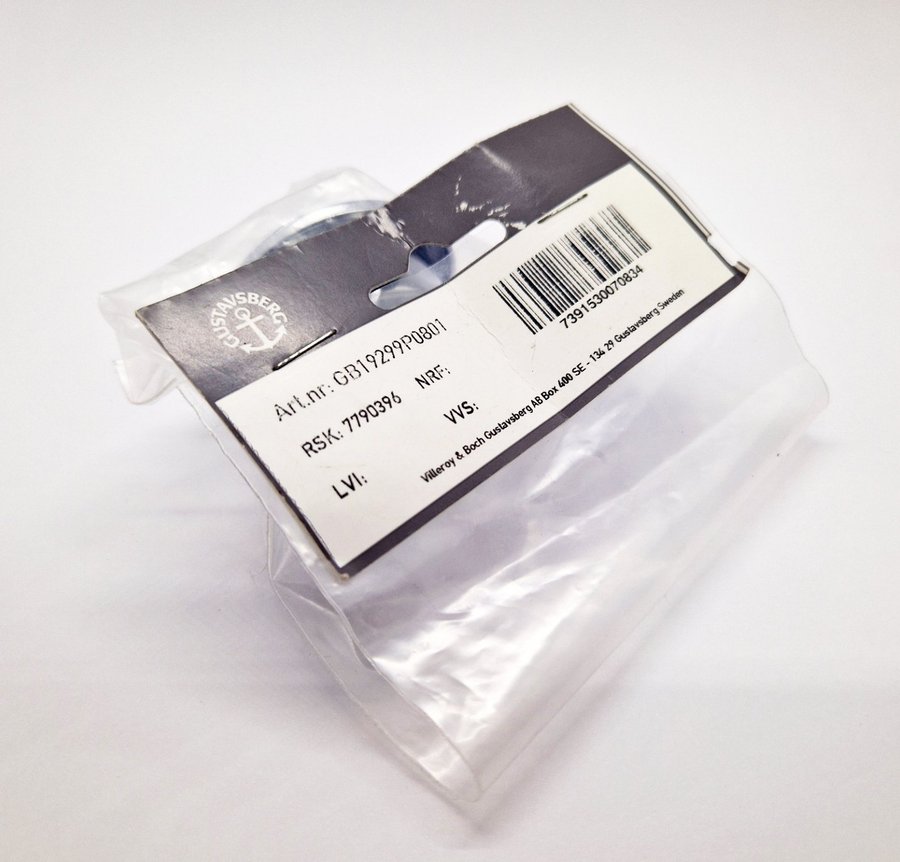 GUSTAVSBERG
Art.nr: GB19299P0801
RSK: 7790396 NRF:
LVI: VVS:
7391530070834
Villeroy & Boch Gustavsberg AB Box 400 SE - 134 29 Gustavsberg Sweden